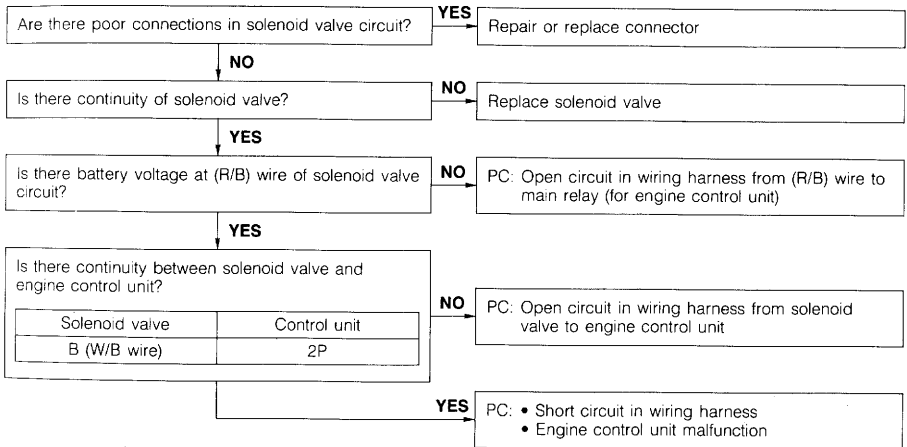 Are there poor connections in solenoid valve circuit?
YES
Repair or replace connector
NO
Is there continuity of solenoid valve?
NO
Replace solenoid valve
YES
Is there battery voltage at (R/B) wire of solenoid valve
circuit?
NO
PC: Open circuit in wiring harness from (R/B) wire to
main relay (for engine control unit)
YES
Is there continuity between solenoid valve and
engine control unit?
Solenoid valve Control unit
B (W/B wire) 2P
NO
PC: Open circuit in wiring harness from solenoid
valve to engine control unit
YES
PC: • Short circuit in wiring harness
• Engine control unit malfunction